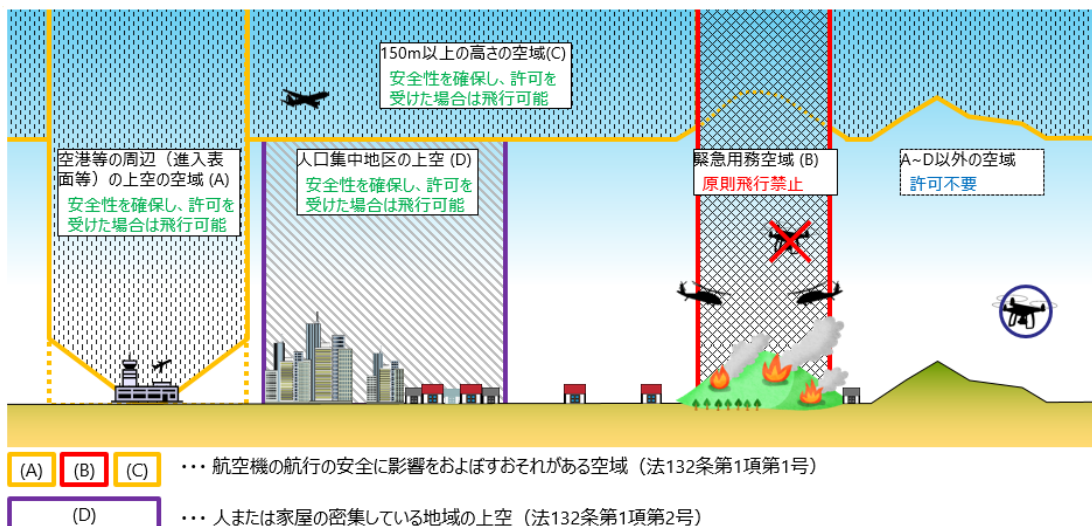 150m以上の高さの空域(C)
安全性を確保し、許可を
受けた場合は飛行可能
空港等の周辺（進入表
面等）の上空の空域 (A)
安全性を確保し、許可を
受けた場合は飛行可能
人口集中地区の上空 (D)
安全性を確保し、許可を
受けた場合は飛行可能
緊急用務空域 (B)
原則飛行禁止
A~D以外の空域
許可不要
(A) (B) (C) ･･･ 航空機の航行の安全に影響をおよぼすおそれがある空域（法132条第1項第1号）
(D) ･･･ 人または家屋の密集している地域の上空（法132条第1項第2号）